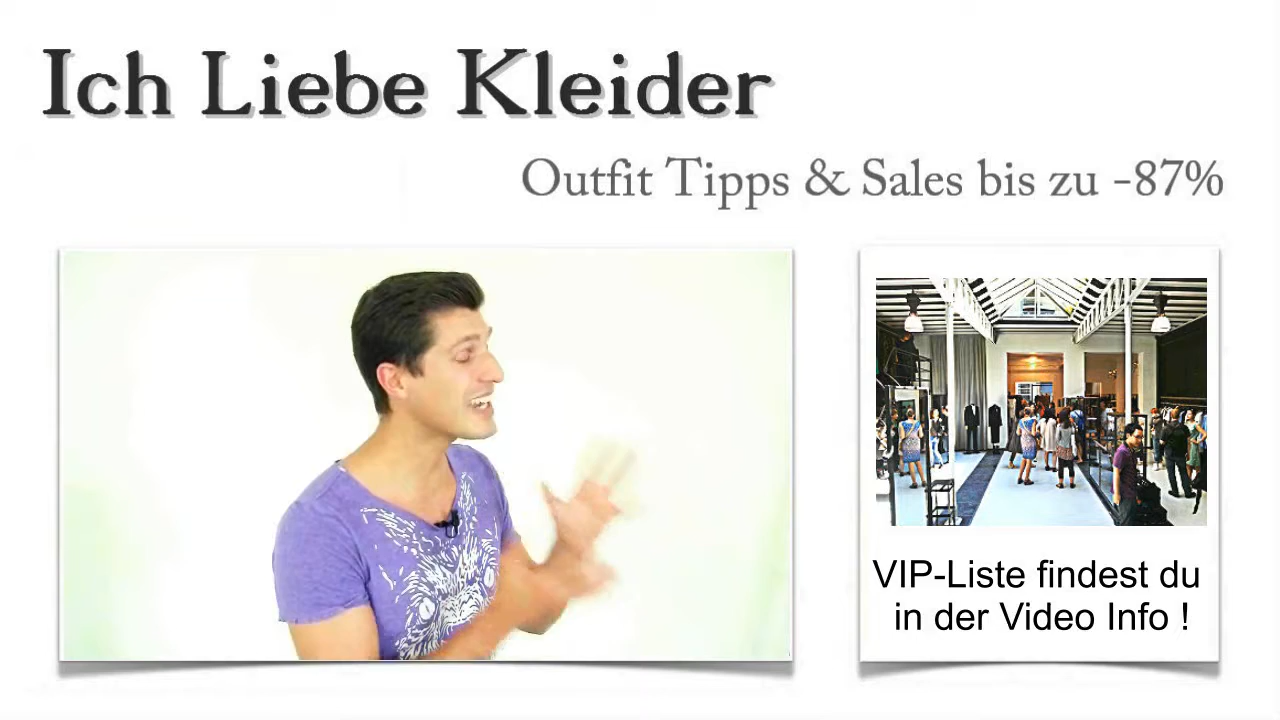 Ich Liebe Kleider
Outfit Tipps & Sales bis zu -87%
VIP-Liste findest du
in der Video Info !